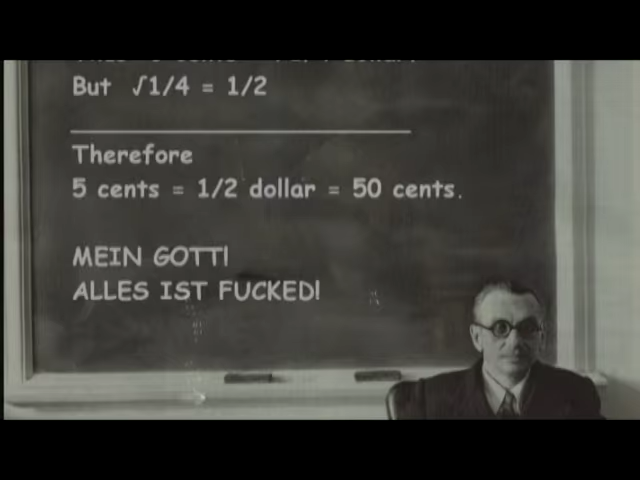 But √1/4 = 1/2
Therefore
5 cents = 1/2 dollar = 50 cents.
MEIN GOTT!
ALLES IST FUCKED!